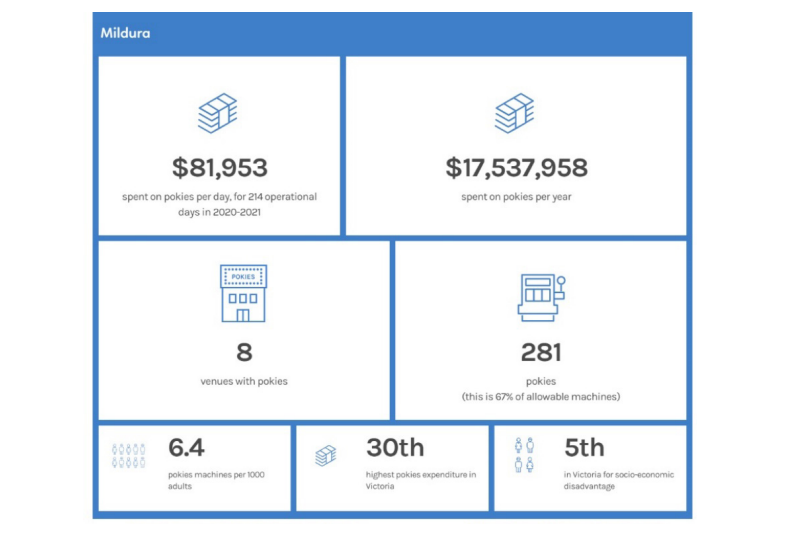 Mildura
$81,953
spent on pokies per day, for 214 operational
days in 2020-2021
$17,537,958
spent on pokies per year
POKIES
8
venues with pokies
281
pokies
(this is 67% of allowable machines)
6.4
pokies machines per 1000
adults
30th
highest pokies expenditure in
Victoria
5th
in Victoria for socio-economic
disadvantage